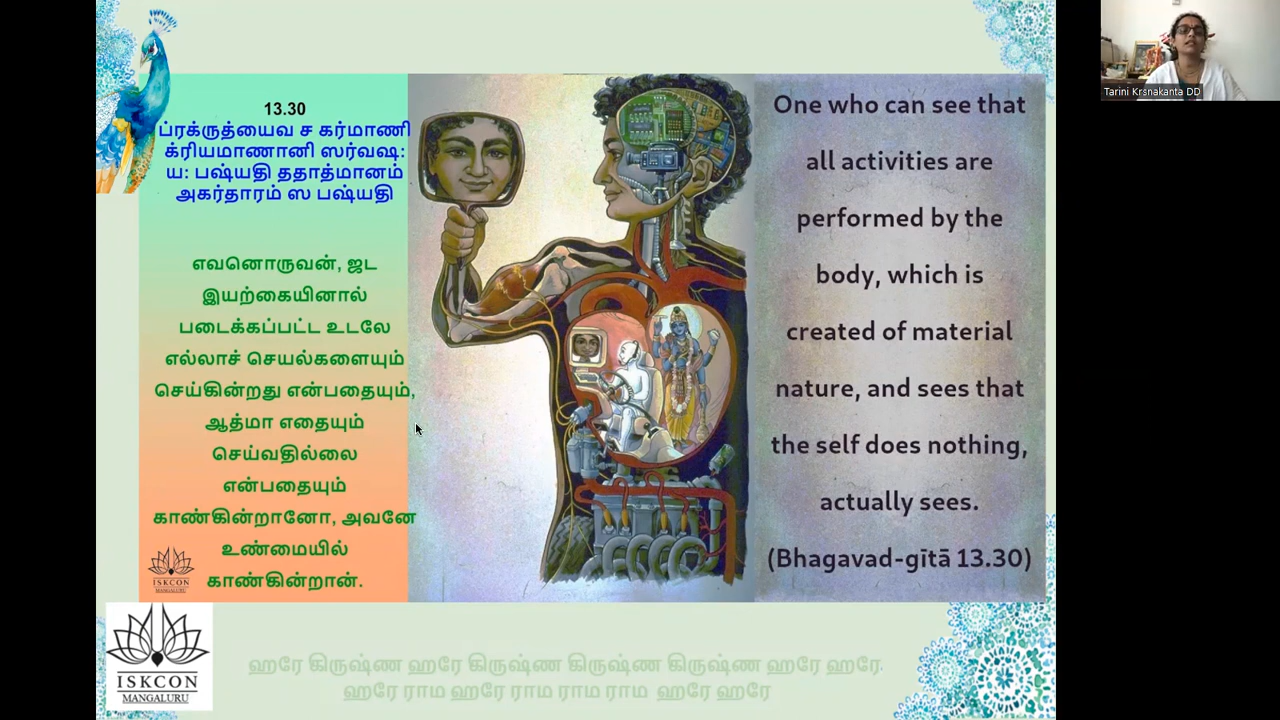 13.30
ப்ரக்ருத்யைவ ச கர்மாணி
க்ரியமாணானி ஸர்வஷ:
ய: பஷ்யதி ததாத்மானம்
அகர்தாரம் ஸ பஷ்யதி
எவனொருவன், ஜட
இயற்கையினால்
படைக்கப்பட்ட உடலே
எல்லாச் செயல்களையும்
செய்கின்றது என்பதையும்,
ஆத்மா எதையும்
செய்வதில்லை
என்பதையும்
காண்கின்றானோ, அவனே
உண்மையில்
காண்கின்றான்.
ISKCON
MANGALURU
One who can see that
all activities are
performed by the
body, which is
created of material
nature, and sees that
the self does nothing,
actually sees.
(Bhagavad-gītā 13.30)
Tarini Krsnakanta DD
ISKCON
MANGALURU
ஹரே கிருஷ்ண ஹரே கிருஷ்ண கிருஷ்ண கிருஷ்ண ஹரே ஹரே
ஹரே ராம ஹரே ராம ராம ராம ஹரே ஹரே